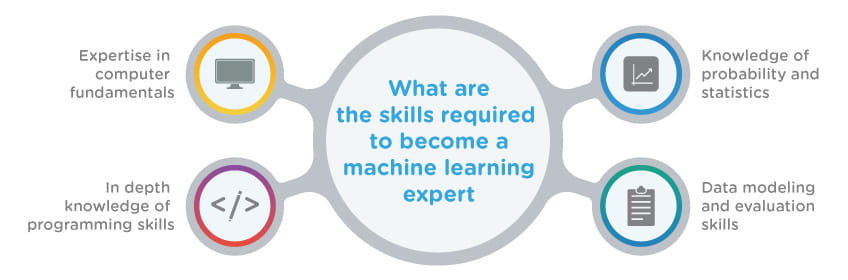 Expertise in
computer
fundamentals
In depth
knowledge of
programming skills
</>
What are
the skills required
to become a
machine learning
expert
Knowledge of
probability and
statistics
Data modeling
and evaluation
skills